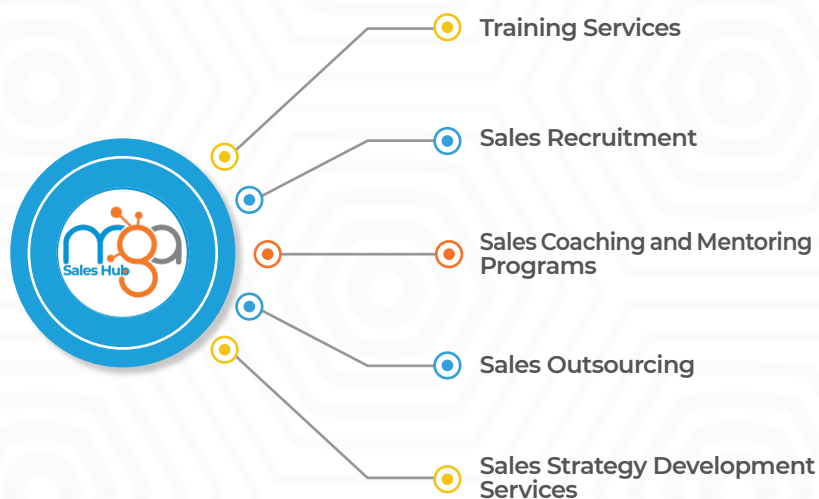 Training Services
Sales Recruitment
mga
Sales Hub
Sales Coaching and Mentoring
Programs
Sales Outsourcing
Sales Strategy Development
Services